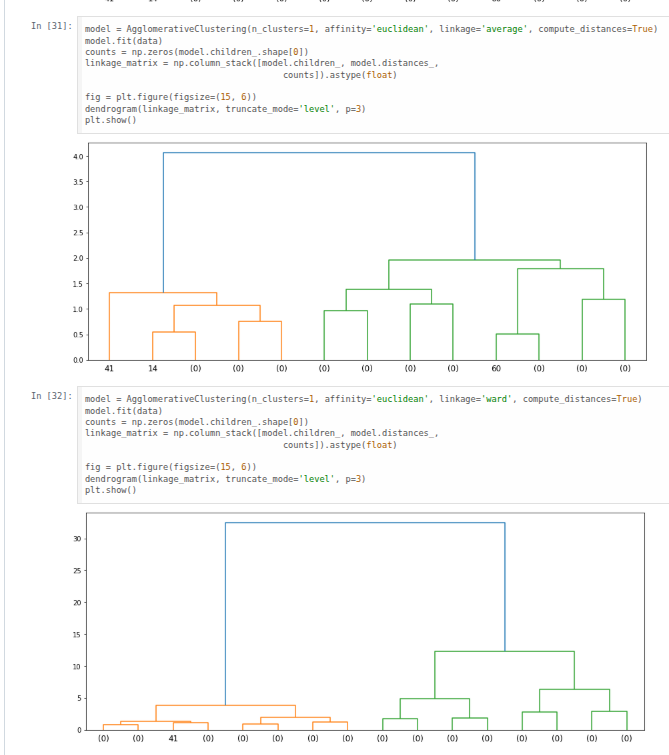 In [31]: model = AgglomerativeClustering(n_clusters=1, affinity='euclidean', linkage='average', compute_distances=True)
model.fit(data)
counts = np.zeros(model.children_.shape[0])
linkage_matrix = np.column_stack([model.children_, model.distances_,
counts]).astype(float)
fig = plt.figure(figsize=(15, 6))
dendrogram(linkage_matrix, truncate_mode='level', p=3)
plt.show()
4.0
3.5
3.0
2.5
2.0
1.5
1.0
0.5
0.0
41 14 (0) (0) (0) (0) (0) (0) (0) 60 (0) (0) (0)
In [32]: model = AgglomerativeClustering(n_clusters=1, affinity='euclidean', linkage='ward', compute_distances=True)
model.fit(data)
counts = np.zeros(model.children_.shape[0])
linkage_matrix = np.column_stack([model.children_, model.distances_,
counts]).astype(float)
fig = plt.figure(figsize=(15, 6))
dendrogram(linkage_matrix, truncate_mode='level', p=3)
plt.show()
30
25
20
15
10
5
0
(0) (0) 41 (0) (0) (0) (0) (0) (0) (0) (0) (0) (0) (0) (0) (0)